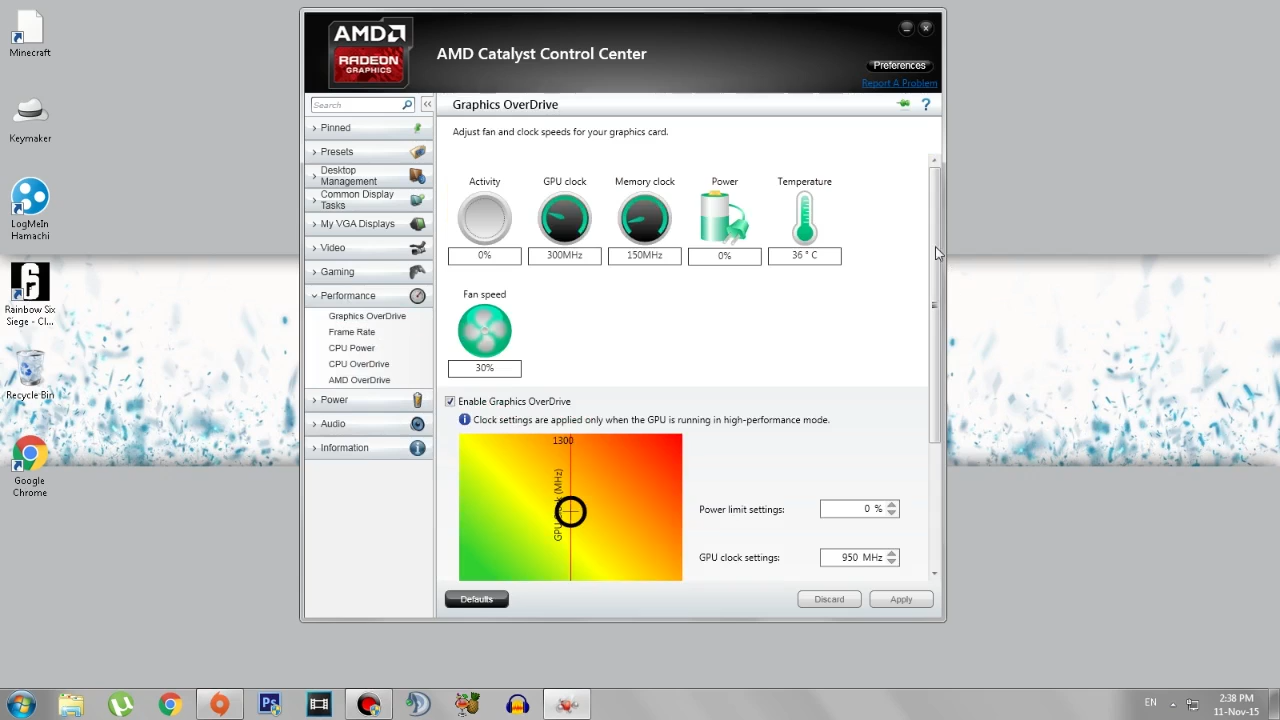 Minecraft
Keymaker
LogMeIn
Hamachi
Rainbow Six
Siege - Cl...
Recycle Bin
Google
Chrome
AMD
RADEON
GRAPHICS
AMD Catalyst Control Center
Preferences
Report A Problem
Search
Pinned
Presets
Desktop
Management
Common Display
Tasks
My VGA Displays
Video
Gaming
Performance
Graphics OverDrive
Frame Rate
CPU Power
CPU OverDrive
AMD OverDrive
Power
Audio
Information
Graphics OverDrive
?
Adjust fan and clock speeds for your graphics card.
Activity GPU clock Memory clock Power Temperature
0% 300MHz 150MHz 0% 36 ° C
Fan speed
30%
Enable Graphics OverDrive
Clock settings are applied only when the GPU is running in high-performance mode.
1300
(MHz)
Power limit settings: 0 %
GPU clock settings: 950 MHz
Defaults Discard Apply
Ps
EN
2:38 PM
11-Nov-15